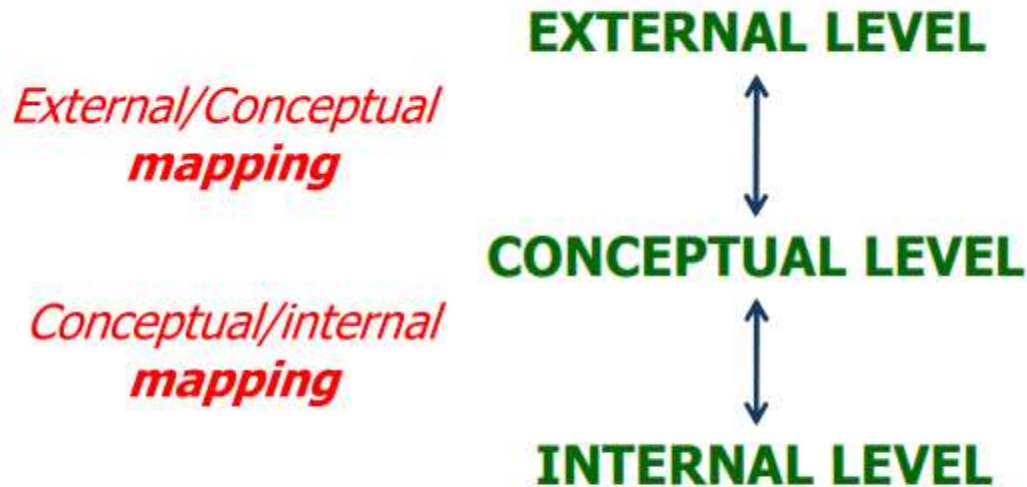 EXTERNAL LEVEL
External/Conceptual
mapping
CONCEPTUAL LEVEL
Conceptual/internal
mapping
INTERNAL LEVEL